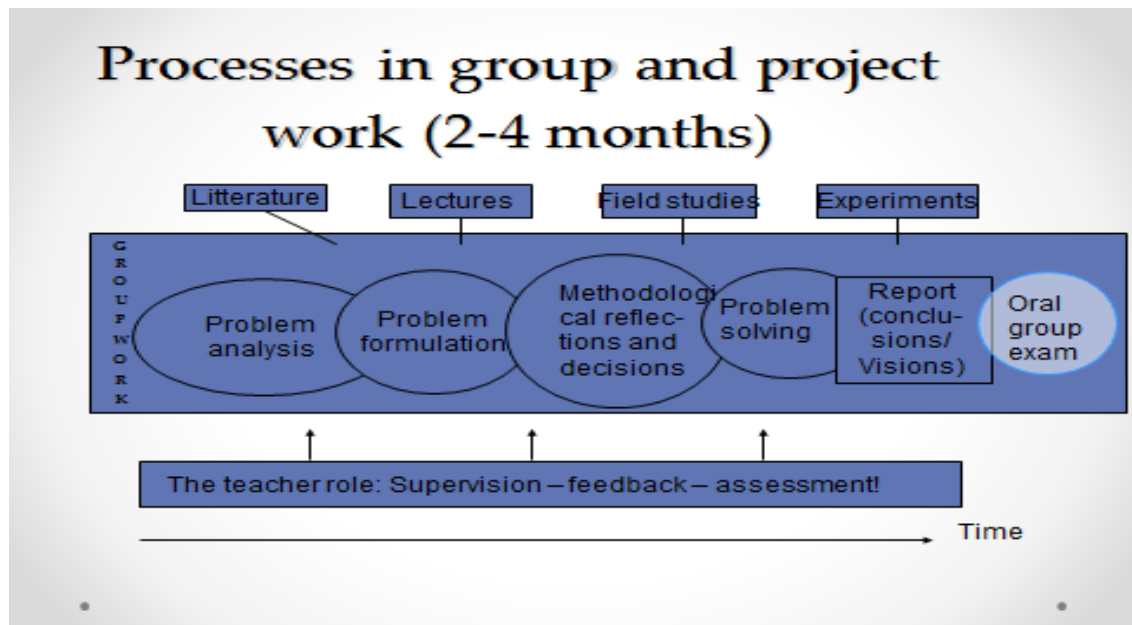 Processes in group and project
work (2-4 months)
Litterature
Lectures
Field studies
Experiments
GROUPWORK
Problem
analysis
Problem
formulation
Methodologi
cal reflec-
tions and
decisions
Problem
solving
Report
(conclu-
sions/
Visions)
Oral
group
exam
The teacher role: Supervision – feedback – assessment!
Time